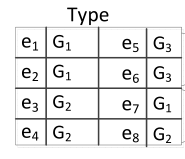 Type
e₁ G₁ e₅ G₃
e₂ G₁ e₆ G₃
e₃ G₂ e₇ G₁
e₄ G₂ e₈ G₂